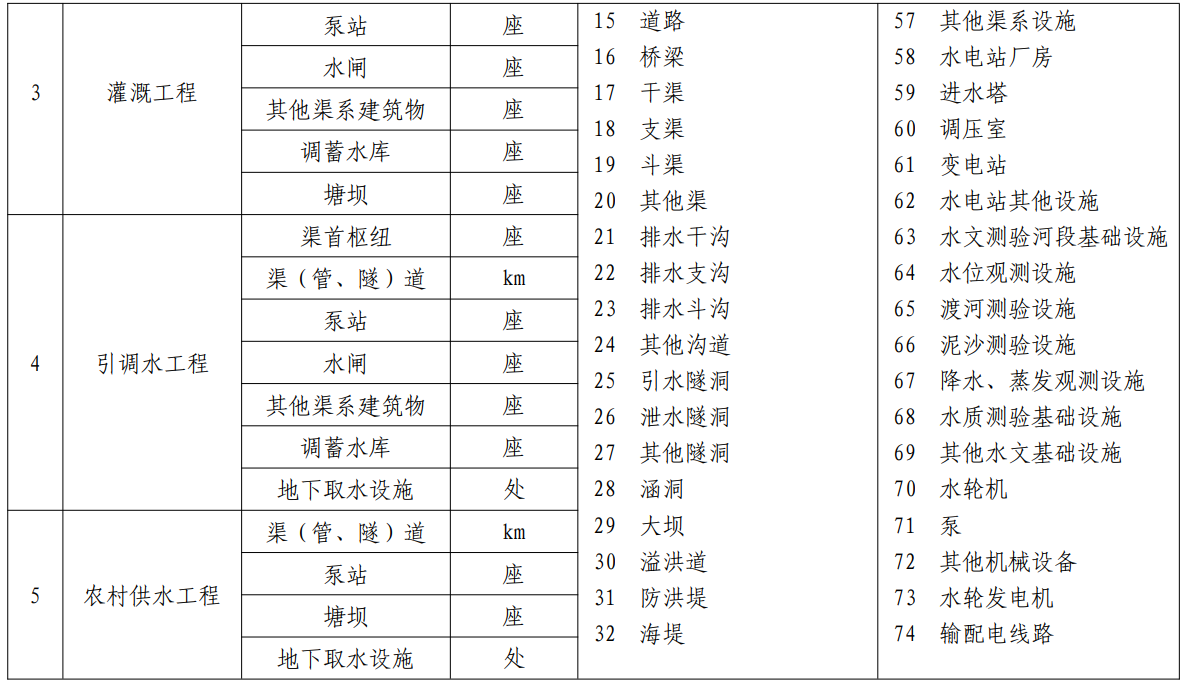 3 灌溉工程
泵站 座
水闸 座
其他渠系建筑物 座
调蓄水库 座
塘坝 座
4 引调水工程
渠首枢纽 座
渠（管、隧）道 km
泵站 座
水闸 座
其他渠系建筑物 座
调蓄水库 座
地下取水设施 处
5 农村供水工程
渠（管、隧）道 km
泵站 座
塘坝 座
地下取水设施 处
15 道路
16 桥梁
17 干渠
18 支渠
19 斗渠
20 其他渠
21 排水干沟
22 排水支沟
23 排水斗沟
24 其他沟道
25 引水隧洞
26 泄水隧洞
27 其他隧洞
28 涵洞
29 大坝
30 溢洪道
31 防洪堤
32 海堤
57 其他渠系设施
58 水电站厂房
59 进水塔
60 调压室
61 变电站
62 水电站其他设施
63 水文测验河段基础设施
64 水位观测设施
65 渡河测验设施
66 泥沙测验设施
67 降水、蒸发观测设施
68 水质测验基础设施
69 其他水文基础设施
70 水轮机
71 泵
72 其他机械设备
73 水轮发电机
74 输配电线路